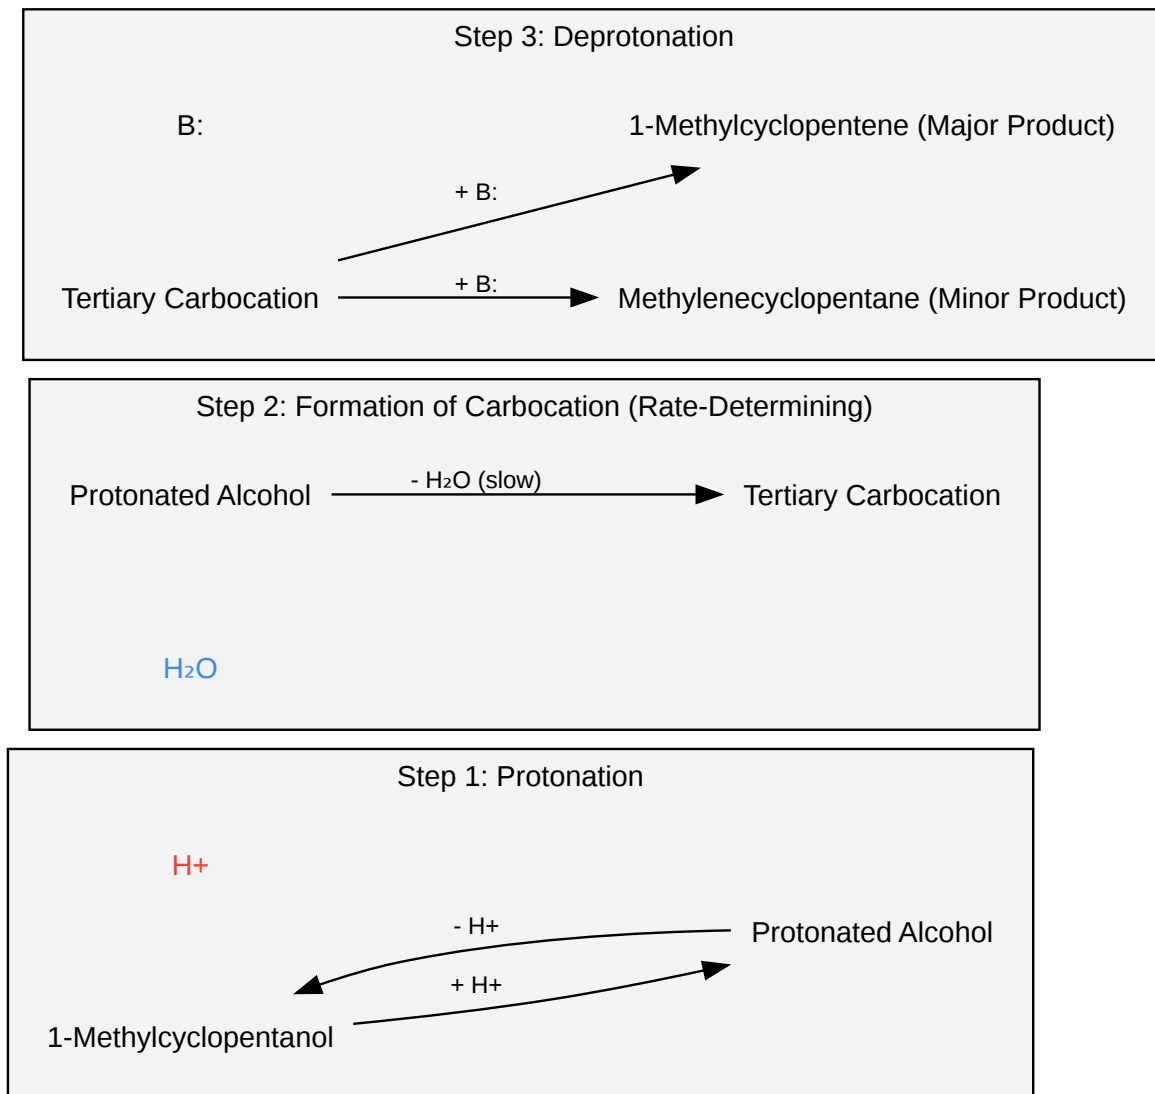 Step 3: Deprotonation
B:
1-Methylcyclopentene (Major Product)
+ B:
Tertiary Carbocation
+ B:
Methylenecyclopentane (Minor Product)
Step 2: Formation of Carbocation (Rate-Determining)
Protonated Alcohol
- H₂O (slow)
Tertiary Carbocation
H₂O
Step 1: Protonation
H+
- H+
Protonated Alcohol
+ H+
1-Methylcyclopentanol